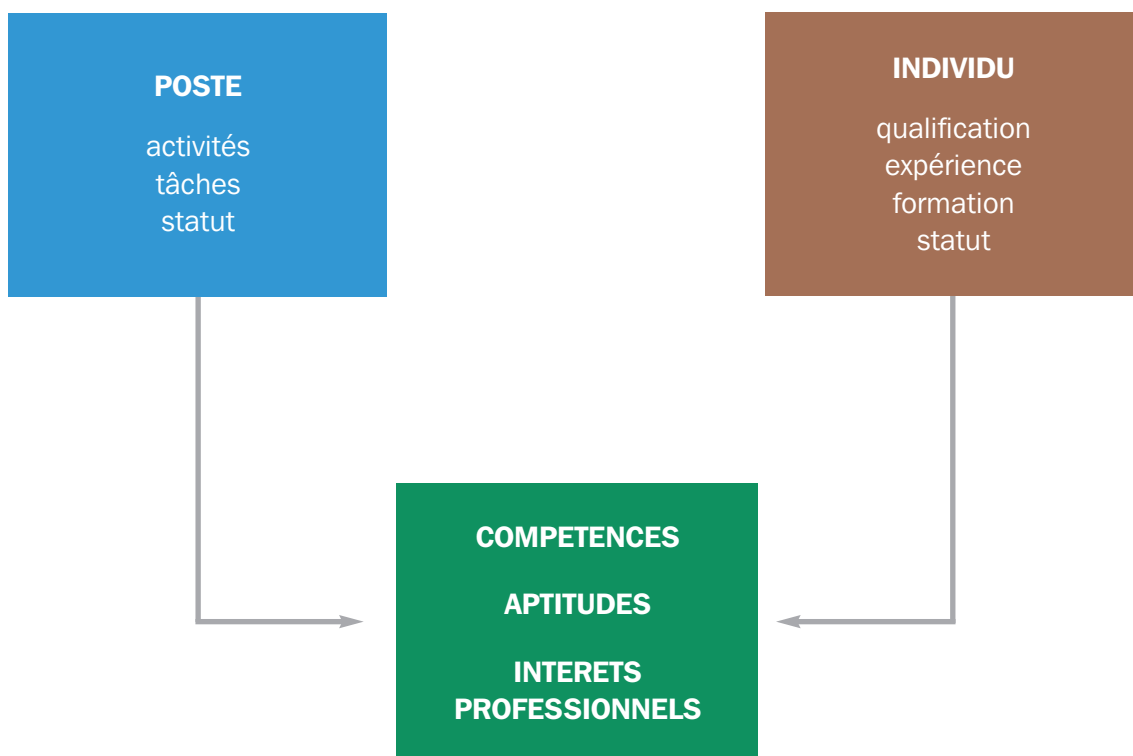 POSTE
activités
tâches
statut
INDIVIDU
qualification
expérience
formation
statut
COMPETENCES
APTITUDES
INTERETS
PROFESSIONNELS